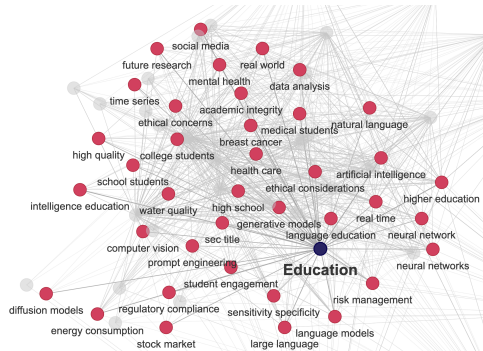 social media
future research
real world
mental health
data analysis
time series
academic integrity
ethical concerns
medical students
natural language
breast cancer
high quality
college students
health care
artificial intelligence
school students
ethical considerations
intelligence education
water quality
high school
higher education
generative models
real time
language education
neural network
sec title
computer vision
prompt engineering
Education
neural networks
student engagement
risk management
diffusion models
regulatory compliance
sensitivity specificity
energy consumption
language models
stock market
large language